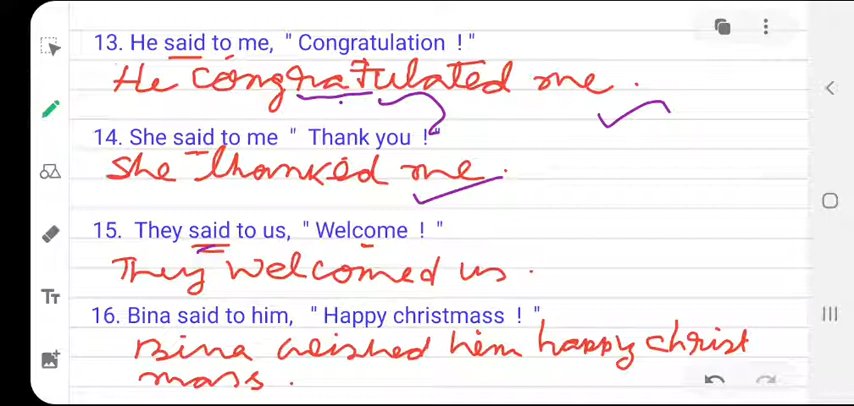 13. He said to me, " Congratulation ! "
He congratulated me .
14. She said to me " Thank you ! "
She thanked me .
15. They said to us, " Welcome ! "
They welcomed us .
16. Bina said to him, " Happy christmass ! "
Bina wished him happy christ
mass .
Tт